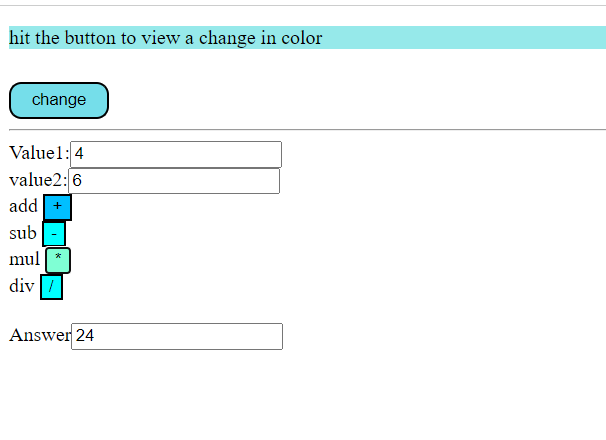 hit the button to view a change in color
change
Value1: 4
value2: 6
add +
sub -
mul *
div /
Answer 24